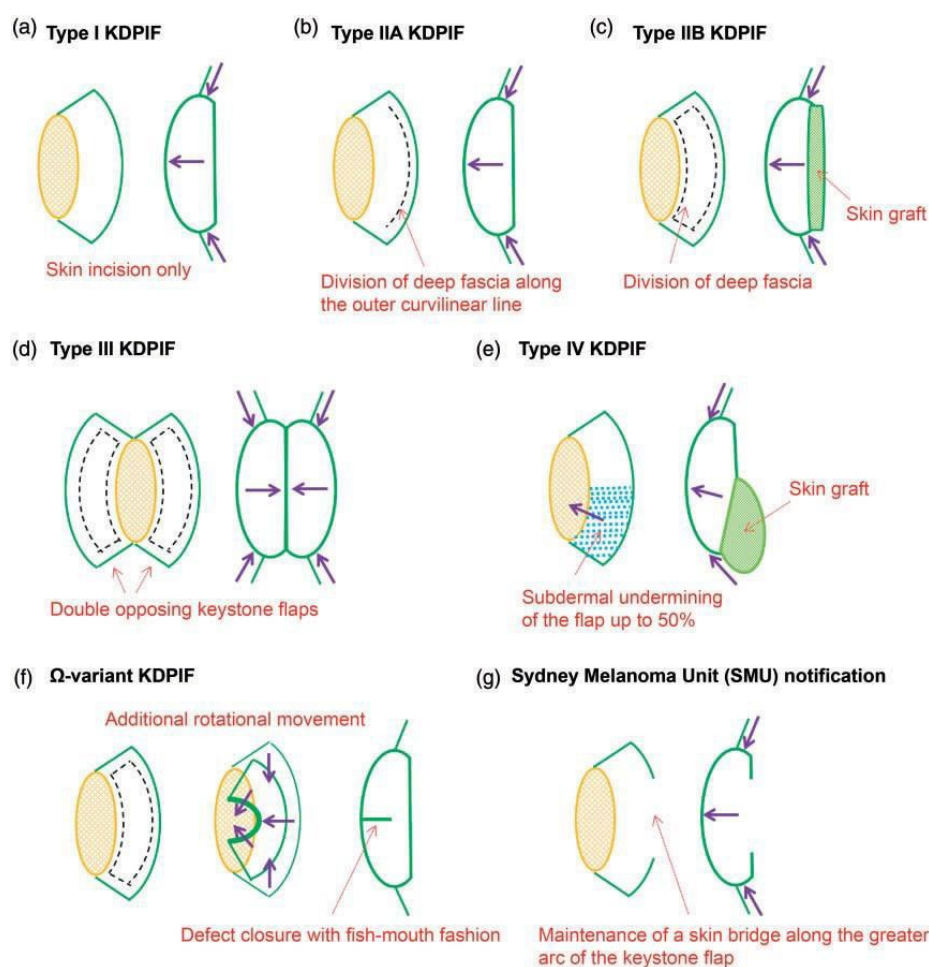 (a) Type I KDPIF
(b) Type IIA KDPIF
(c) Type IIB KDPIF
Skin graft
Skin incision only
Division of deep fascia along
the outer curvilinear line
Division of deep fascia
(d) Type III KDPIF
(e) Type IV KDPIF
Skin graft
Double opposing keystone flaps
Subdermal undermining
of the flap up to 50%
(f) Ω-variant KDPIF
(g) Sydney Melanoma Unit (SMU) notification
Additional rotational movement
Defect closure with fish-mouth fashion
Maintenance of a skin bridge along the greater
arc of the keystone flap